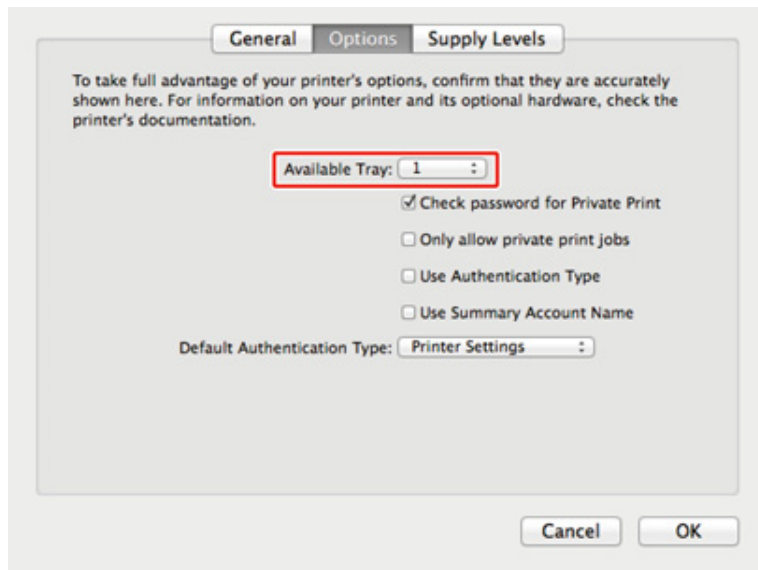 General Options Supply Levels
To take full advantage of your printer's options, confirm that they are accurately
shown here. For information on your printer and its optional hardware, check the
printer's documentation.
Available Tray: 1
Check password for Private Print
Only allow private print jobs
Use Authentication Type
Use Summary Account Name
Default Authentication Type: Printer Settings
Cancel OK